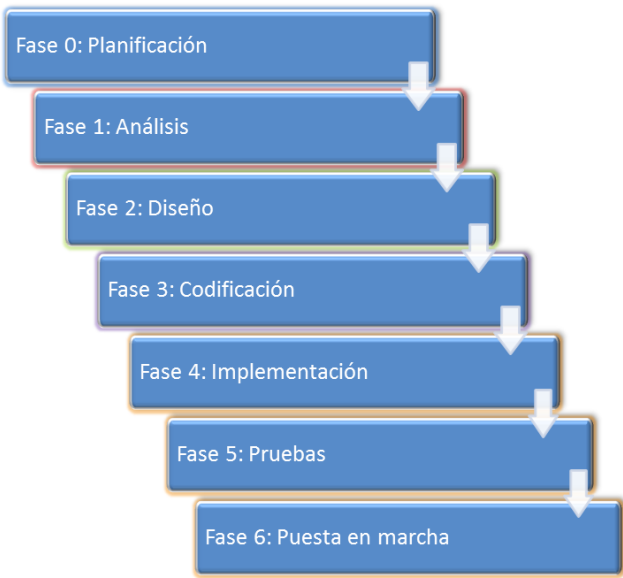 Fase 0: Planificación
Fase 1: Análisis
Fase 2: Diseño
Fase 3: Codificación
Fase 4: Implementación
Fase 5: Pruebas
Fase 6: Puesta en marcha